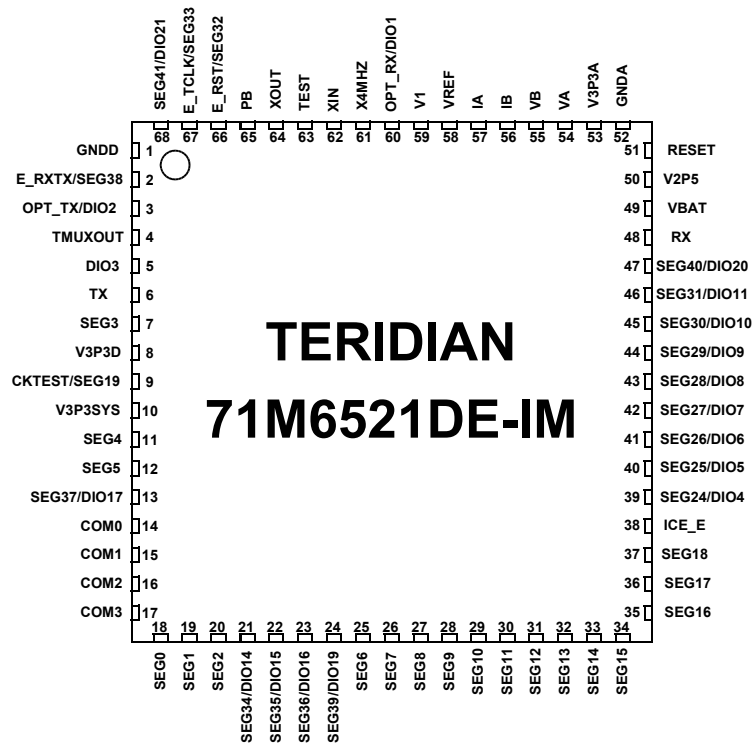 SEG41/DIO21
E_TCLK/SEG33
E_RST/SEG32
PB
XOUT
TEST
XIN
X4MHZ
OPT_RX/DIO1
V1
VREF
IA
IB
VB
VA
V3P3A
GNDA
68 67 66 65 64 63 62 61 60 59 58 57 56 55 54 53 52
GNDD 1
E_RXTX/SEG38 2
OPT_TX/DIO2 3
TMUXOUT 4
DIO3 5
TX 6
SEG3 7
V3P3D 8
CKTEST/SEG19 9
V3P3SYS 10
SEG4 11
SEG5 12
SEG37/DIO17 13
COM0 14
COM1 15
COM2 16
COM3 17
TERIDIAN
71M6521DE-IM
51 RESET
50 V2P5
49 VBAT
48 RX
47 SEG40/DIO20
46 SEG31/DIO11
45 SEG30/DIO10
44 SEG29/DIO9
43 SEG28/DIO8
42 SEG27/DIO7
41 SEG26/DIO6
40 SEG25/DIO5
39 SEG24/DIO4
38 ICE_E
37 SEG18
36 SEG17
35 SEG16
18 19 20 21 22 23 24 25 26 27 28 29 30 31 32 33 34
SEG0
SEG1
SEG2
SEG34/DIO14
SEG35/DIO15
SEG36/DIO16
SEG39/DIO19
SEG6
SEG7
SEG8
SEG9
SEG10
SEG11
SEG12
SEG13
SEG14
SEG15